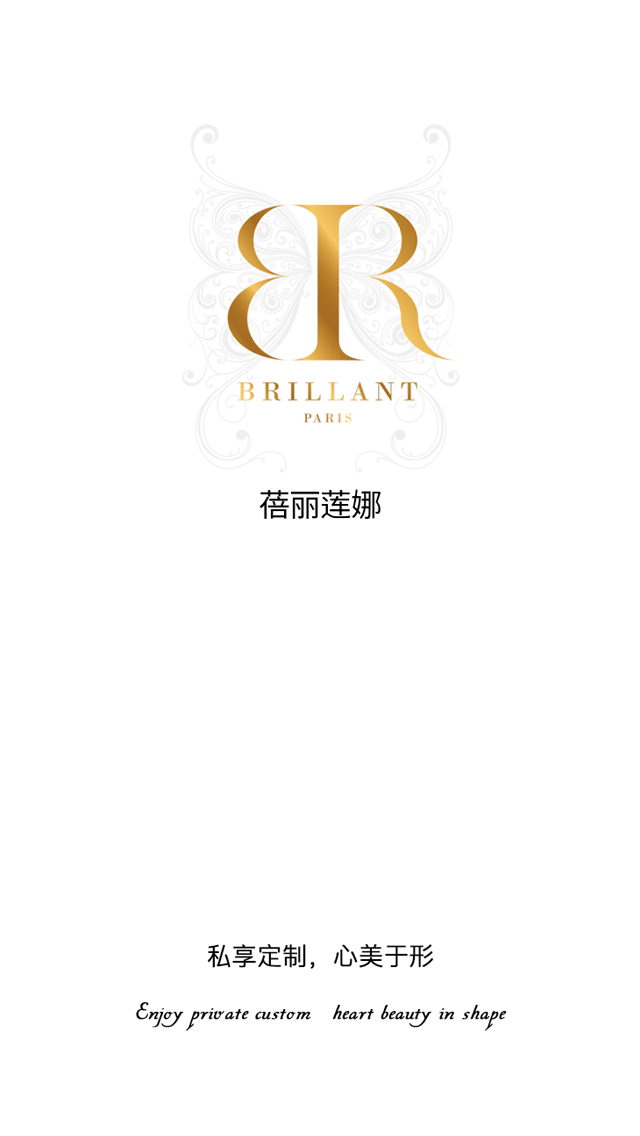 BR
BRILLANT
PARIS
蓓丽莲娜
私享定制，心美于形
Enjoy private custom heart beauty in shape